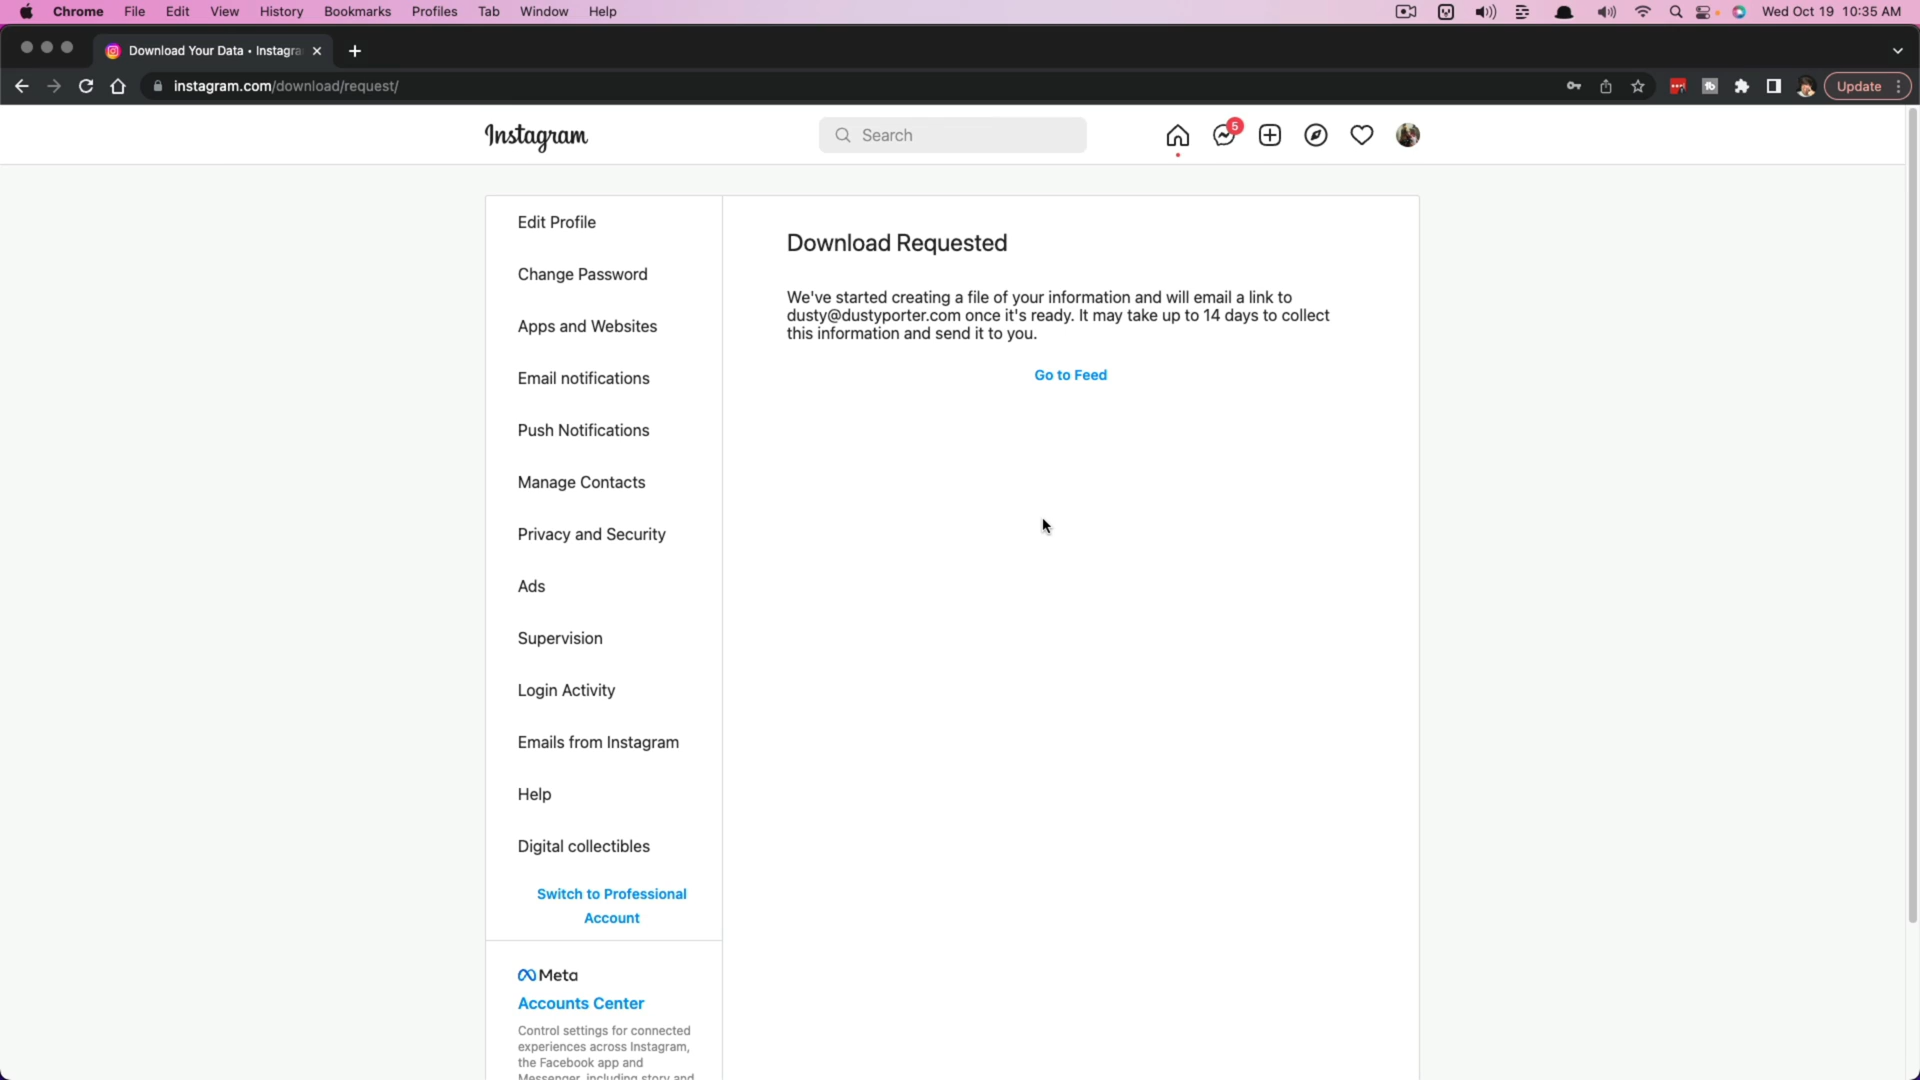 Chrome File Edit View History Bookmarks Profiles Tab Window Help Wed Oct 19 10:35 AM
Download Your Data • Instagra
instagram.com/download/request/ Update
Instagram Search 5
Edit Profile
Change Password
Apps and Websites
Email notifications
Push Notifications
Manage Contacts
Privacy and Security
Ads
Supervision
Login Activity
Emails from Instagram
Help
Digital collectibles
Switch to Professional
Account
Meta
Accounts Center
Control settings for connected
experiences across Instagram,
the Facebook app and
Messenger, including story and
Download Requested
We've started creating a file of your information and will email a link to
dusty@dustyporter.com once it's ready. It may take up to 14 days to collect
this information and send it to you.
Go to Feed